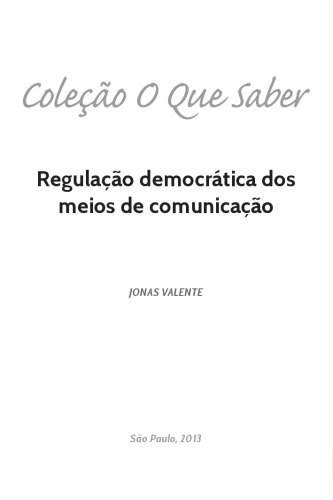 Coleção O Que Saber
Regulação democrática dos
meios de comunicação
JONAS VALENTE
São Paulo, 2013